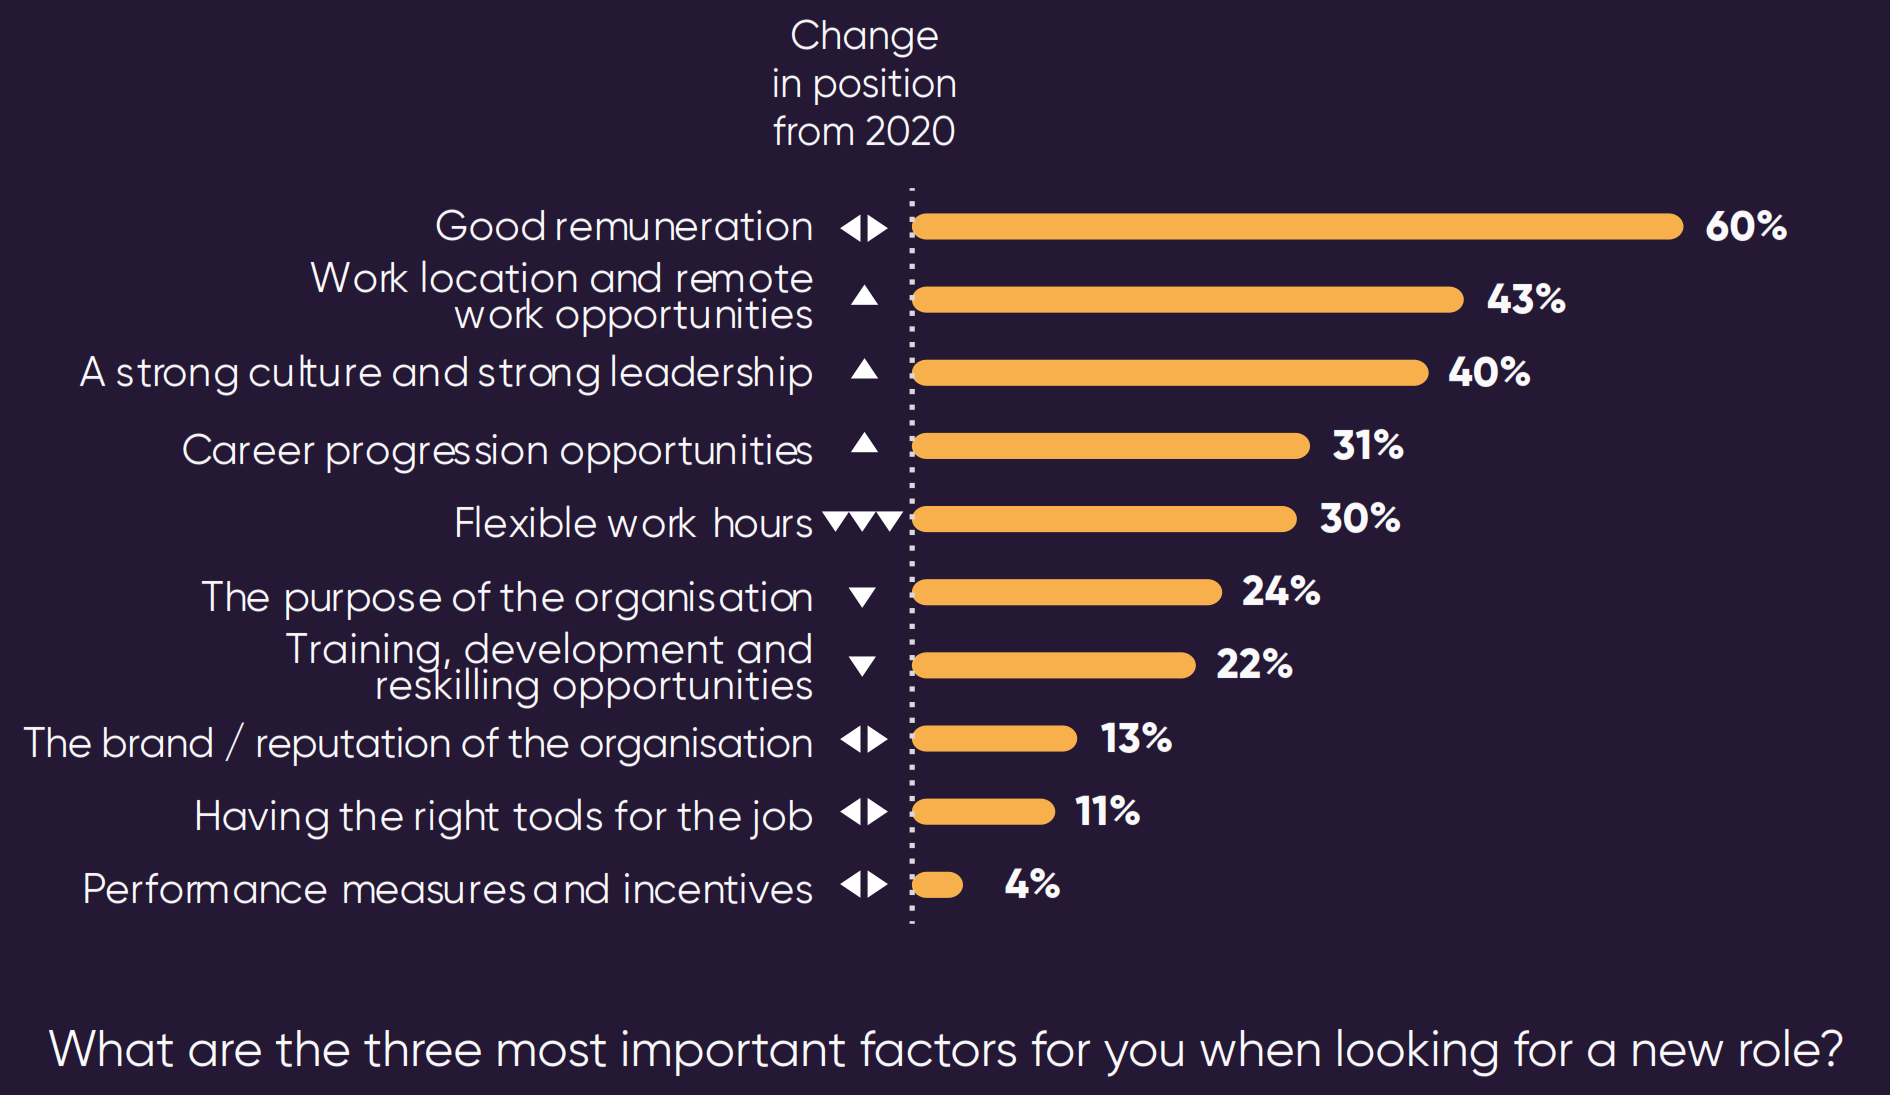 Change
in position
from 2020
Good remuneration 60%
Work location and remote
work opportunities 43%
A strong culture and strong leadership 40%
Career progression opportunities 31%
Flexible work hours 30%
The purpose of the organisation 24%
Training, development and
reskilling opportunities 22%
The brand / reputation of the organisation 13%
Having the right tools for the job 11%
Performance measures and incentives 4%
What are the three most important factors for you when looking for a new role?